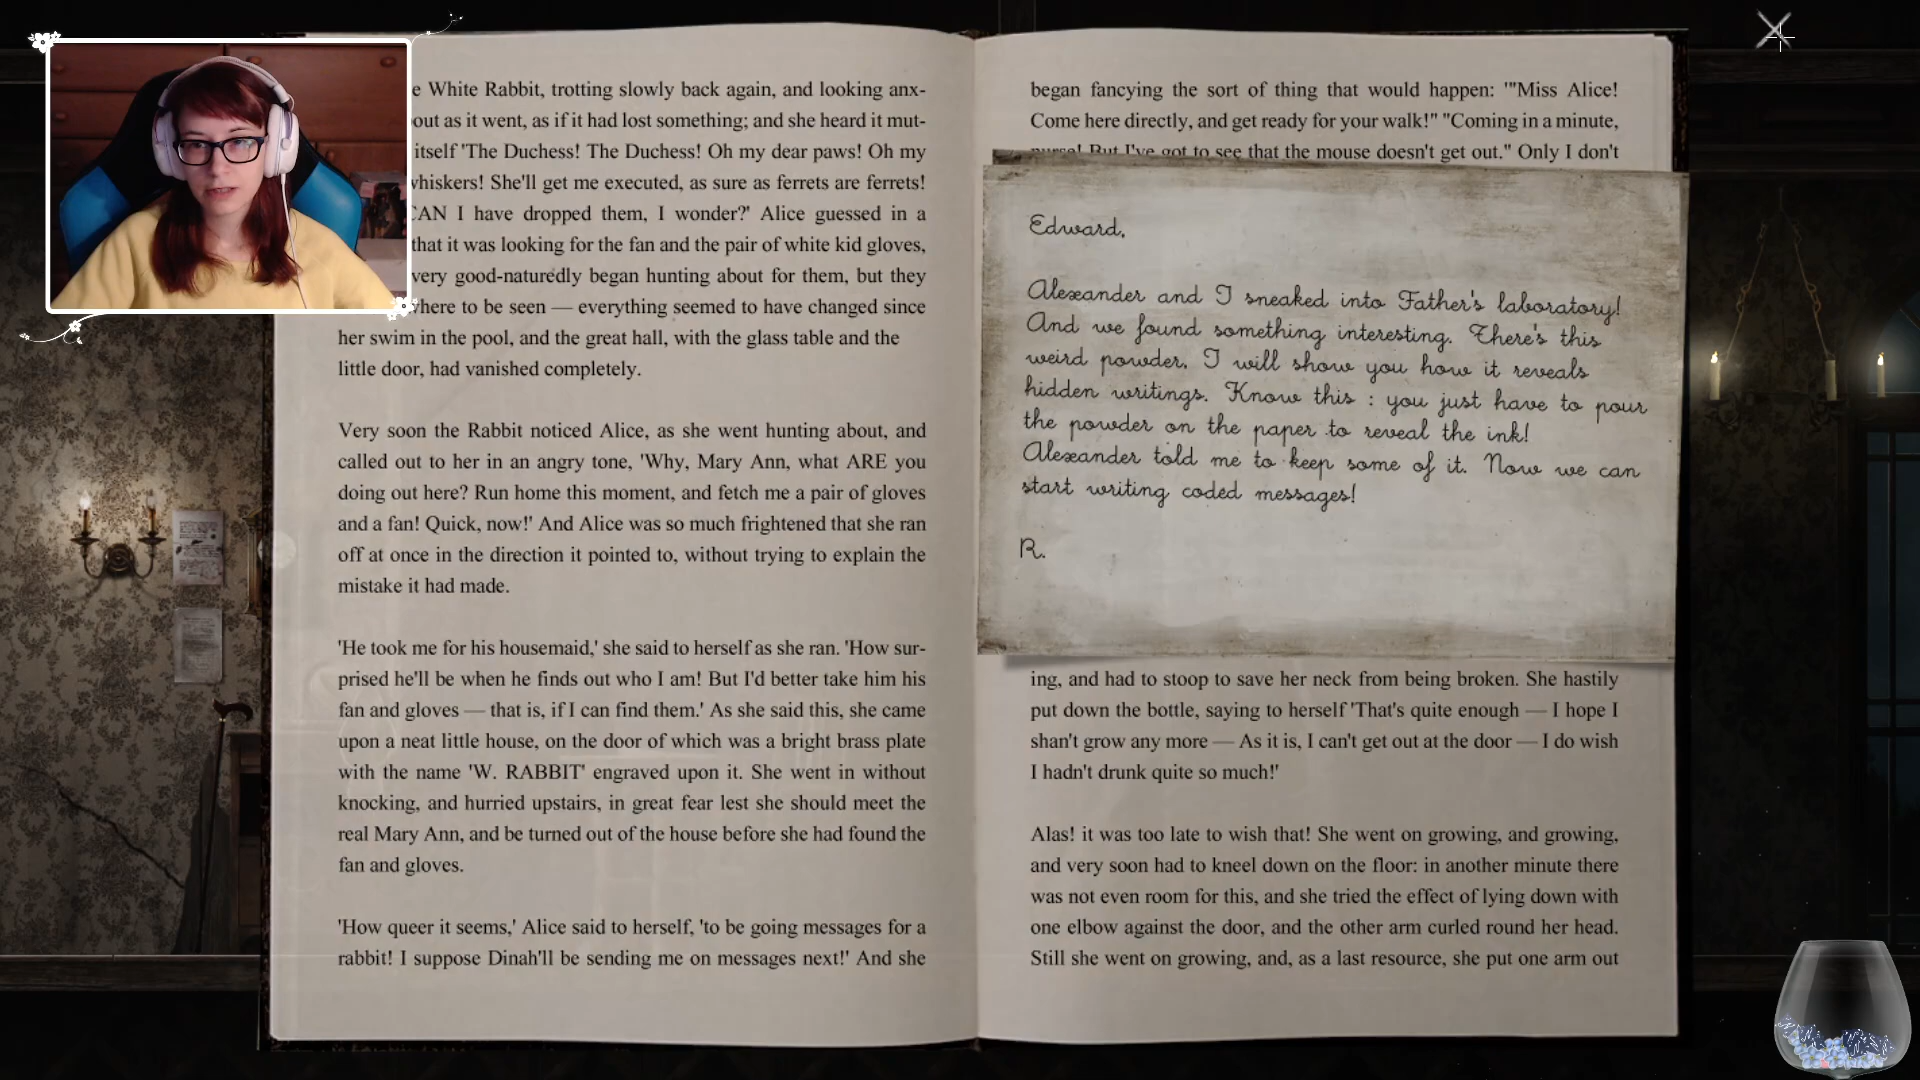 e White Rabbit, trotting slowly back again, and looking anx-
out as it went, as if it had lost something; and she heard it mut-
itself 'The Duchess! The Duchess! Oh my dear paws! Oh my
whiskers! She'll get me executed, as sure as ferrets are ferrets!
CAN I have dropped them, I wonder?' Alice guessed in a
that it was looking for the fan and the pair of white kid gloves,
very good-naturedly began hunting about for them, but they
where to be seen — everything seemed to have changed since
her swim in the pool, and the great hall, with the glass table and the
little door, had vanished completely.
Very soon the Rabbit noticed Alice, as she went hunting about, and
called out to her in an angry tone, 'Why, Mary Ann, what ARE you
doing out here? Run home this moment, and fetch me a pair of gloves
and a fan! Quick, now!' And Alice was so much frightened that she ran
off at once in the direction it pointed to, without trying to explain the
mistake it had made.
'He took me for his housemaid,' she said to herself as she ran. 'How sur-
prised he'll be when he finds out who I am! But I'd better take him his
fan and gloves — that is, if I can find them.' As she said this, she came
upon a neat little house, on the door of which was a bright brass plate
with the name 'W. RABBIT' engraved upon it. She went in without
knocking, and hurried upstairs, in great fear lest she should meet the
real Mary Ann, and be turned out of the house before she had found the
fan and gloves.
'How queer it seems,' Alice said to herself, 'to be going messages for a
rabbit! I suppose Dinah'll be sending me on messages next!' And she
began fancying the sort of thing that would happen: '"Miss Alice!
Come here directly, and get ready for your walk!" "Coming in a minute,
nurse! But I've got to see that the mouse doesn't get out." Only I don't
Edward,
Alexander and I sneaked into Father's laboratory!
And we found something interesting. There's this
weird powder. I will show you how it reveals
hidden writings. Know this : you just have to pour
the powder on the paper to reveal the ink!
Alexander told me to keep some of it. Now we can
start writing coded messages!
R.
ing, and had to stoop to save her neck from being broken. She hastily
put down the bottle, saying to herself 'That's quite enough — I hope I
shan't grow any more — As it is, I can't get out at the door — I do wish
I hadn't drunk quite so much!'
Alas! it was too late to wish that! She went on growing, and growing,
and very soon had to kneel down on the floor: in another minute there
was not even room for this, and she tried the effect of lying down with
one elbow against the door, and the other arm curled round her head.
Still she went on growing, and, as a last resource, she put one arm out